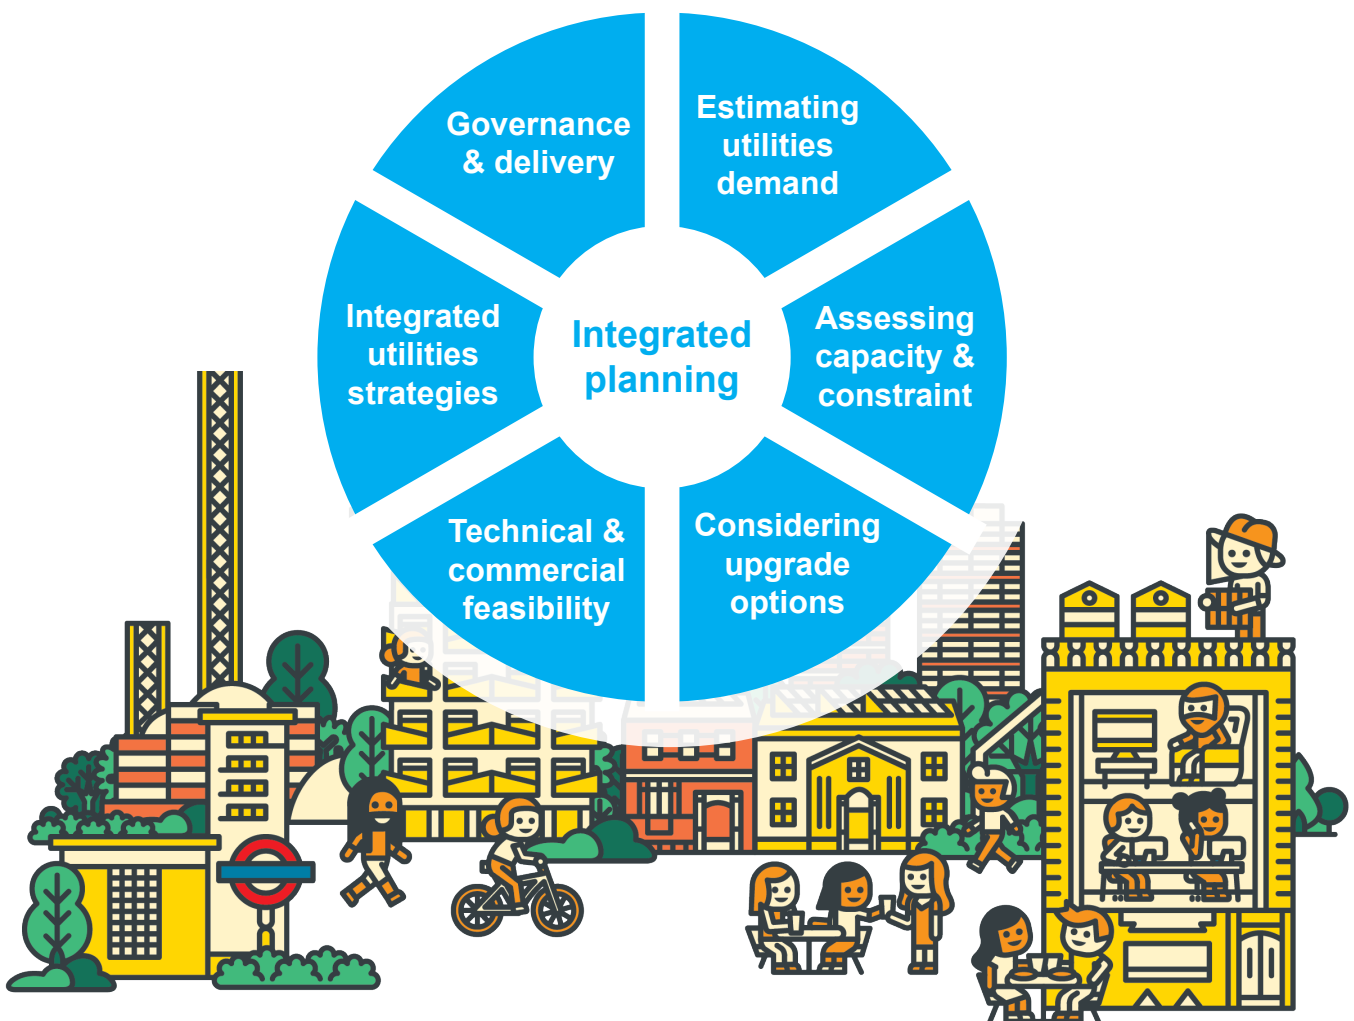 Governance
& delivery
Estimating
utilities
demand
Integrated
utilities
strategies
Integrated
planning
Assessing
capacity &
constraint
Technical &
commercial
feasibility
Considering
upgrade
options